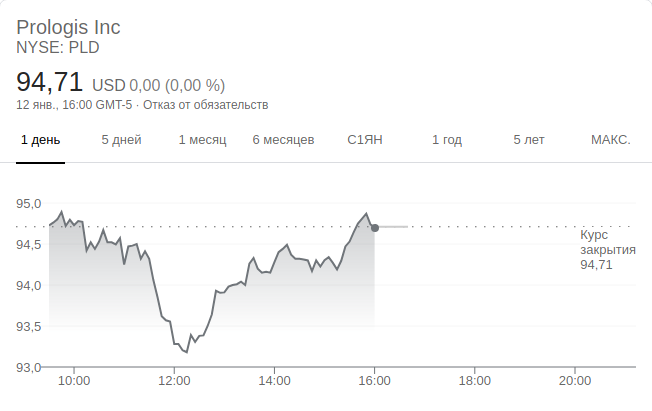 Prologis Inc
NYSE: PLD
94,71 USD 0,00 (0,00 %)
12 янв., 16:00 GMT-5 · Отказ от обязательств
1 день 5 дней 1 месяц 6 месяцев С1ЯН 1 год 5 лет МАКС.
95,0
94,5
94,0
93,5
93,0
Курс
закрытия
94,71
10:00 12:00 14:00 16:00 18:00 20:00